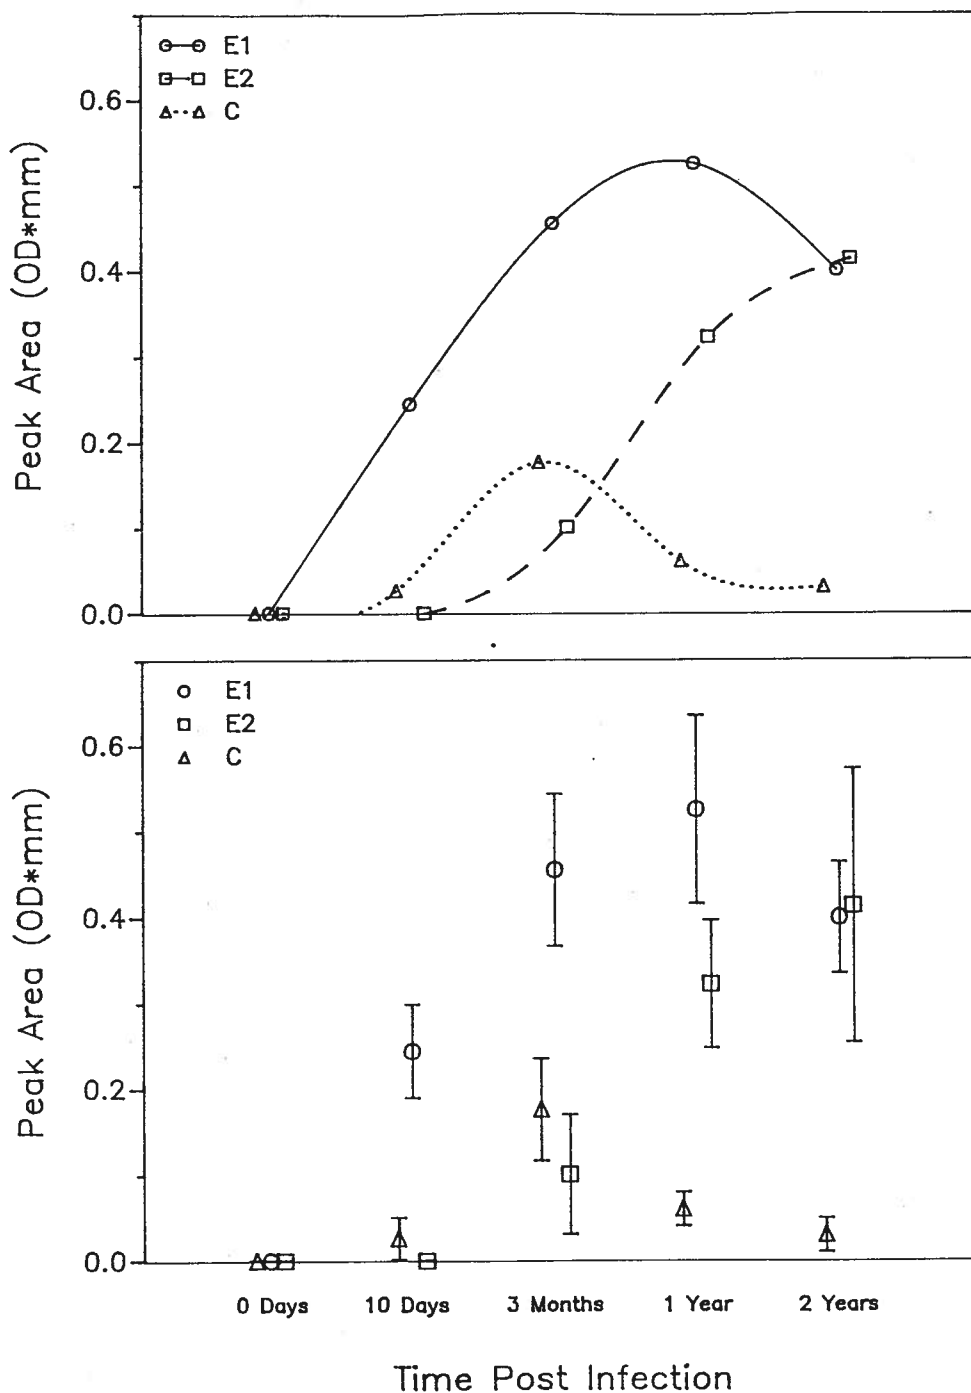 E1
E2
C
0.6
0.4
0.2
0.0
Peak Area (OD*mm)
E1
E2
C
0.6
0.4
0.2
0.0
Peak Area (OD*mm)
0 Days 10 Days 3 Months 1 Year 2 Years
Time Post Infection